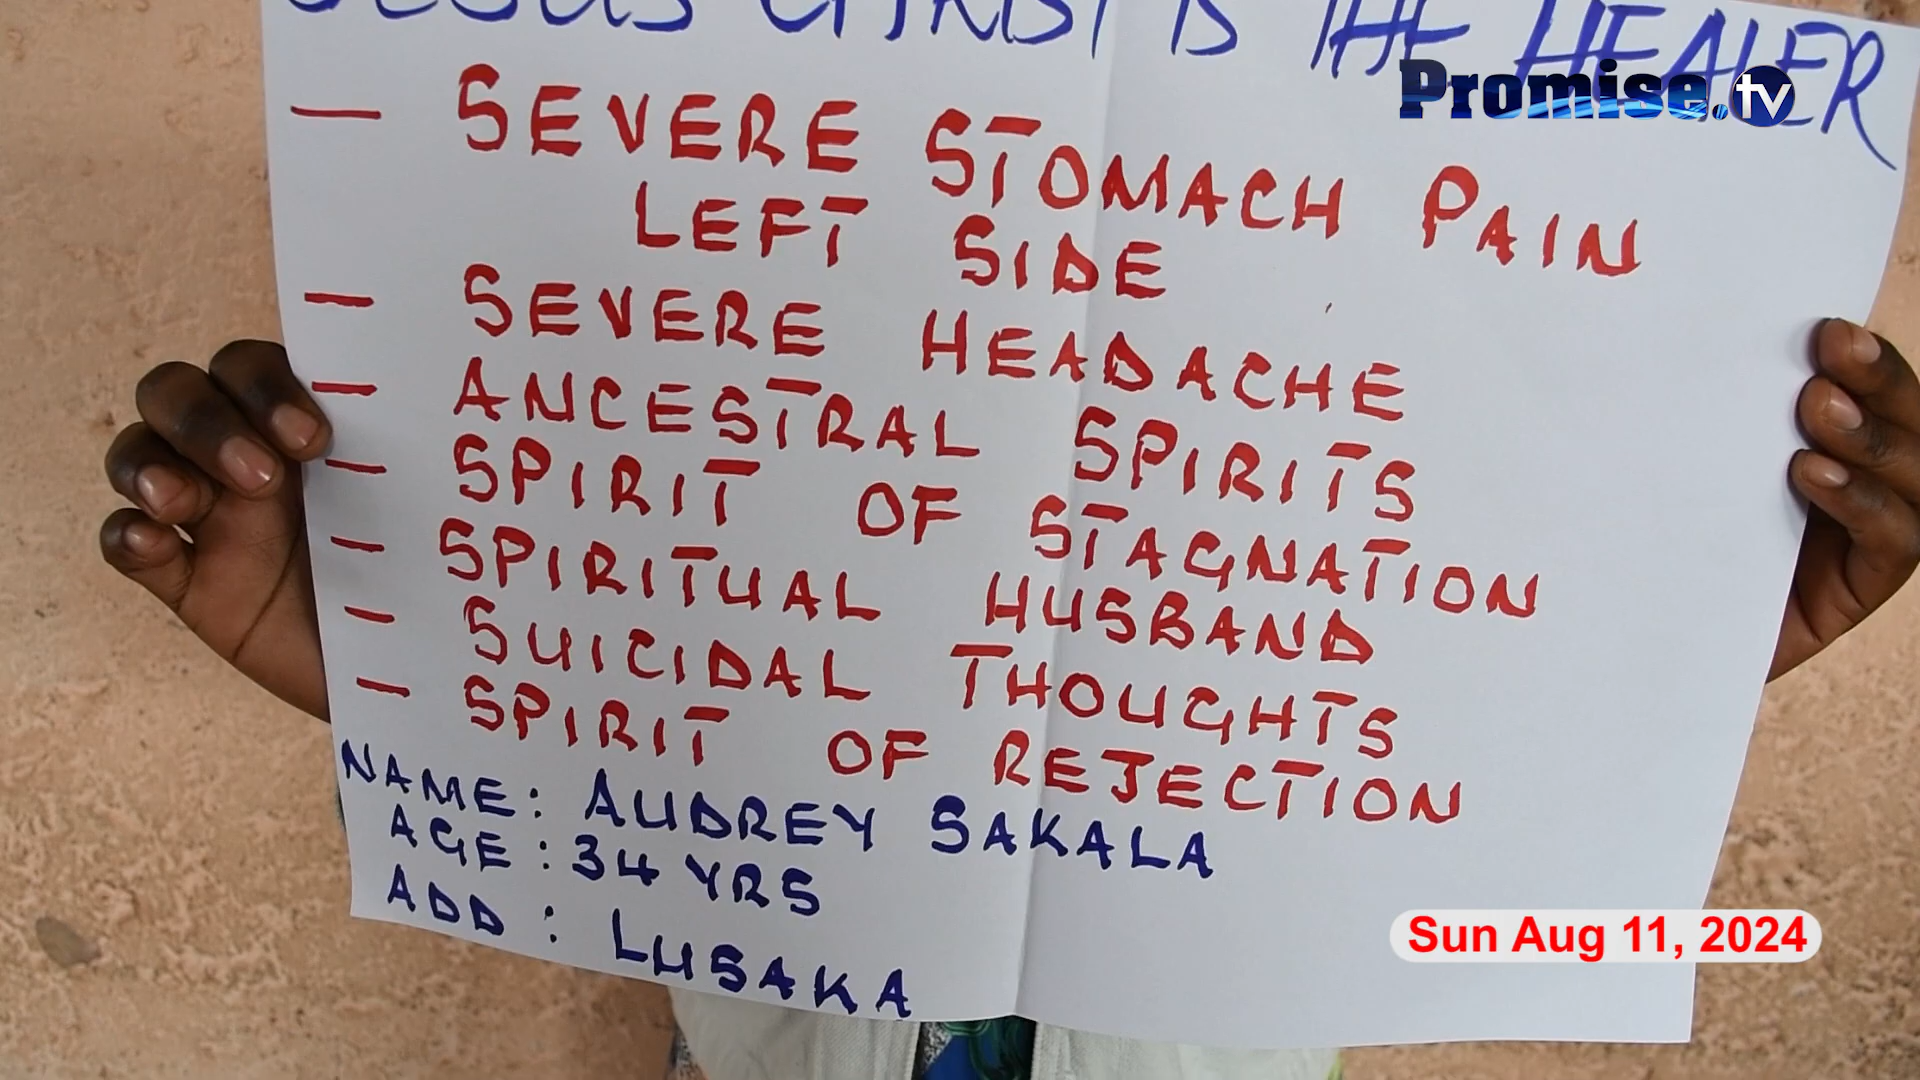 JESUS CHRIST IS THE HEALER
Promise.tv
— SEVERE STOMACH PAIN
LEFT SIDE
— SEVERE HEADACHE
— ANCESTRAL SPIRITS
— SPIRIT OF STAGNATION
— SPIRITUAL HUSBAND
— SUICIDAL THOUGHTS
— SPIRIT OF REJECTION
NAME: AUDREY SAKALA
AGE: 34 YRS
ADD: LUSAKA
Sun Aug 11, 2024